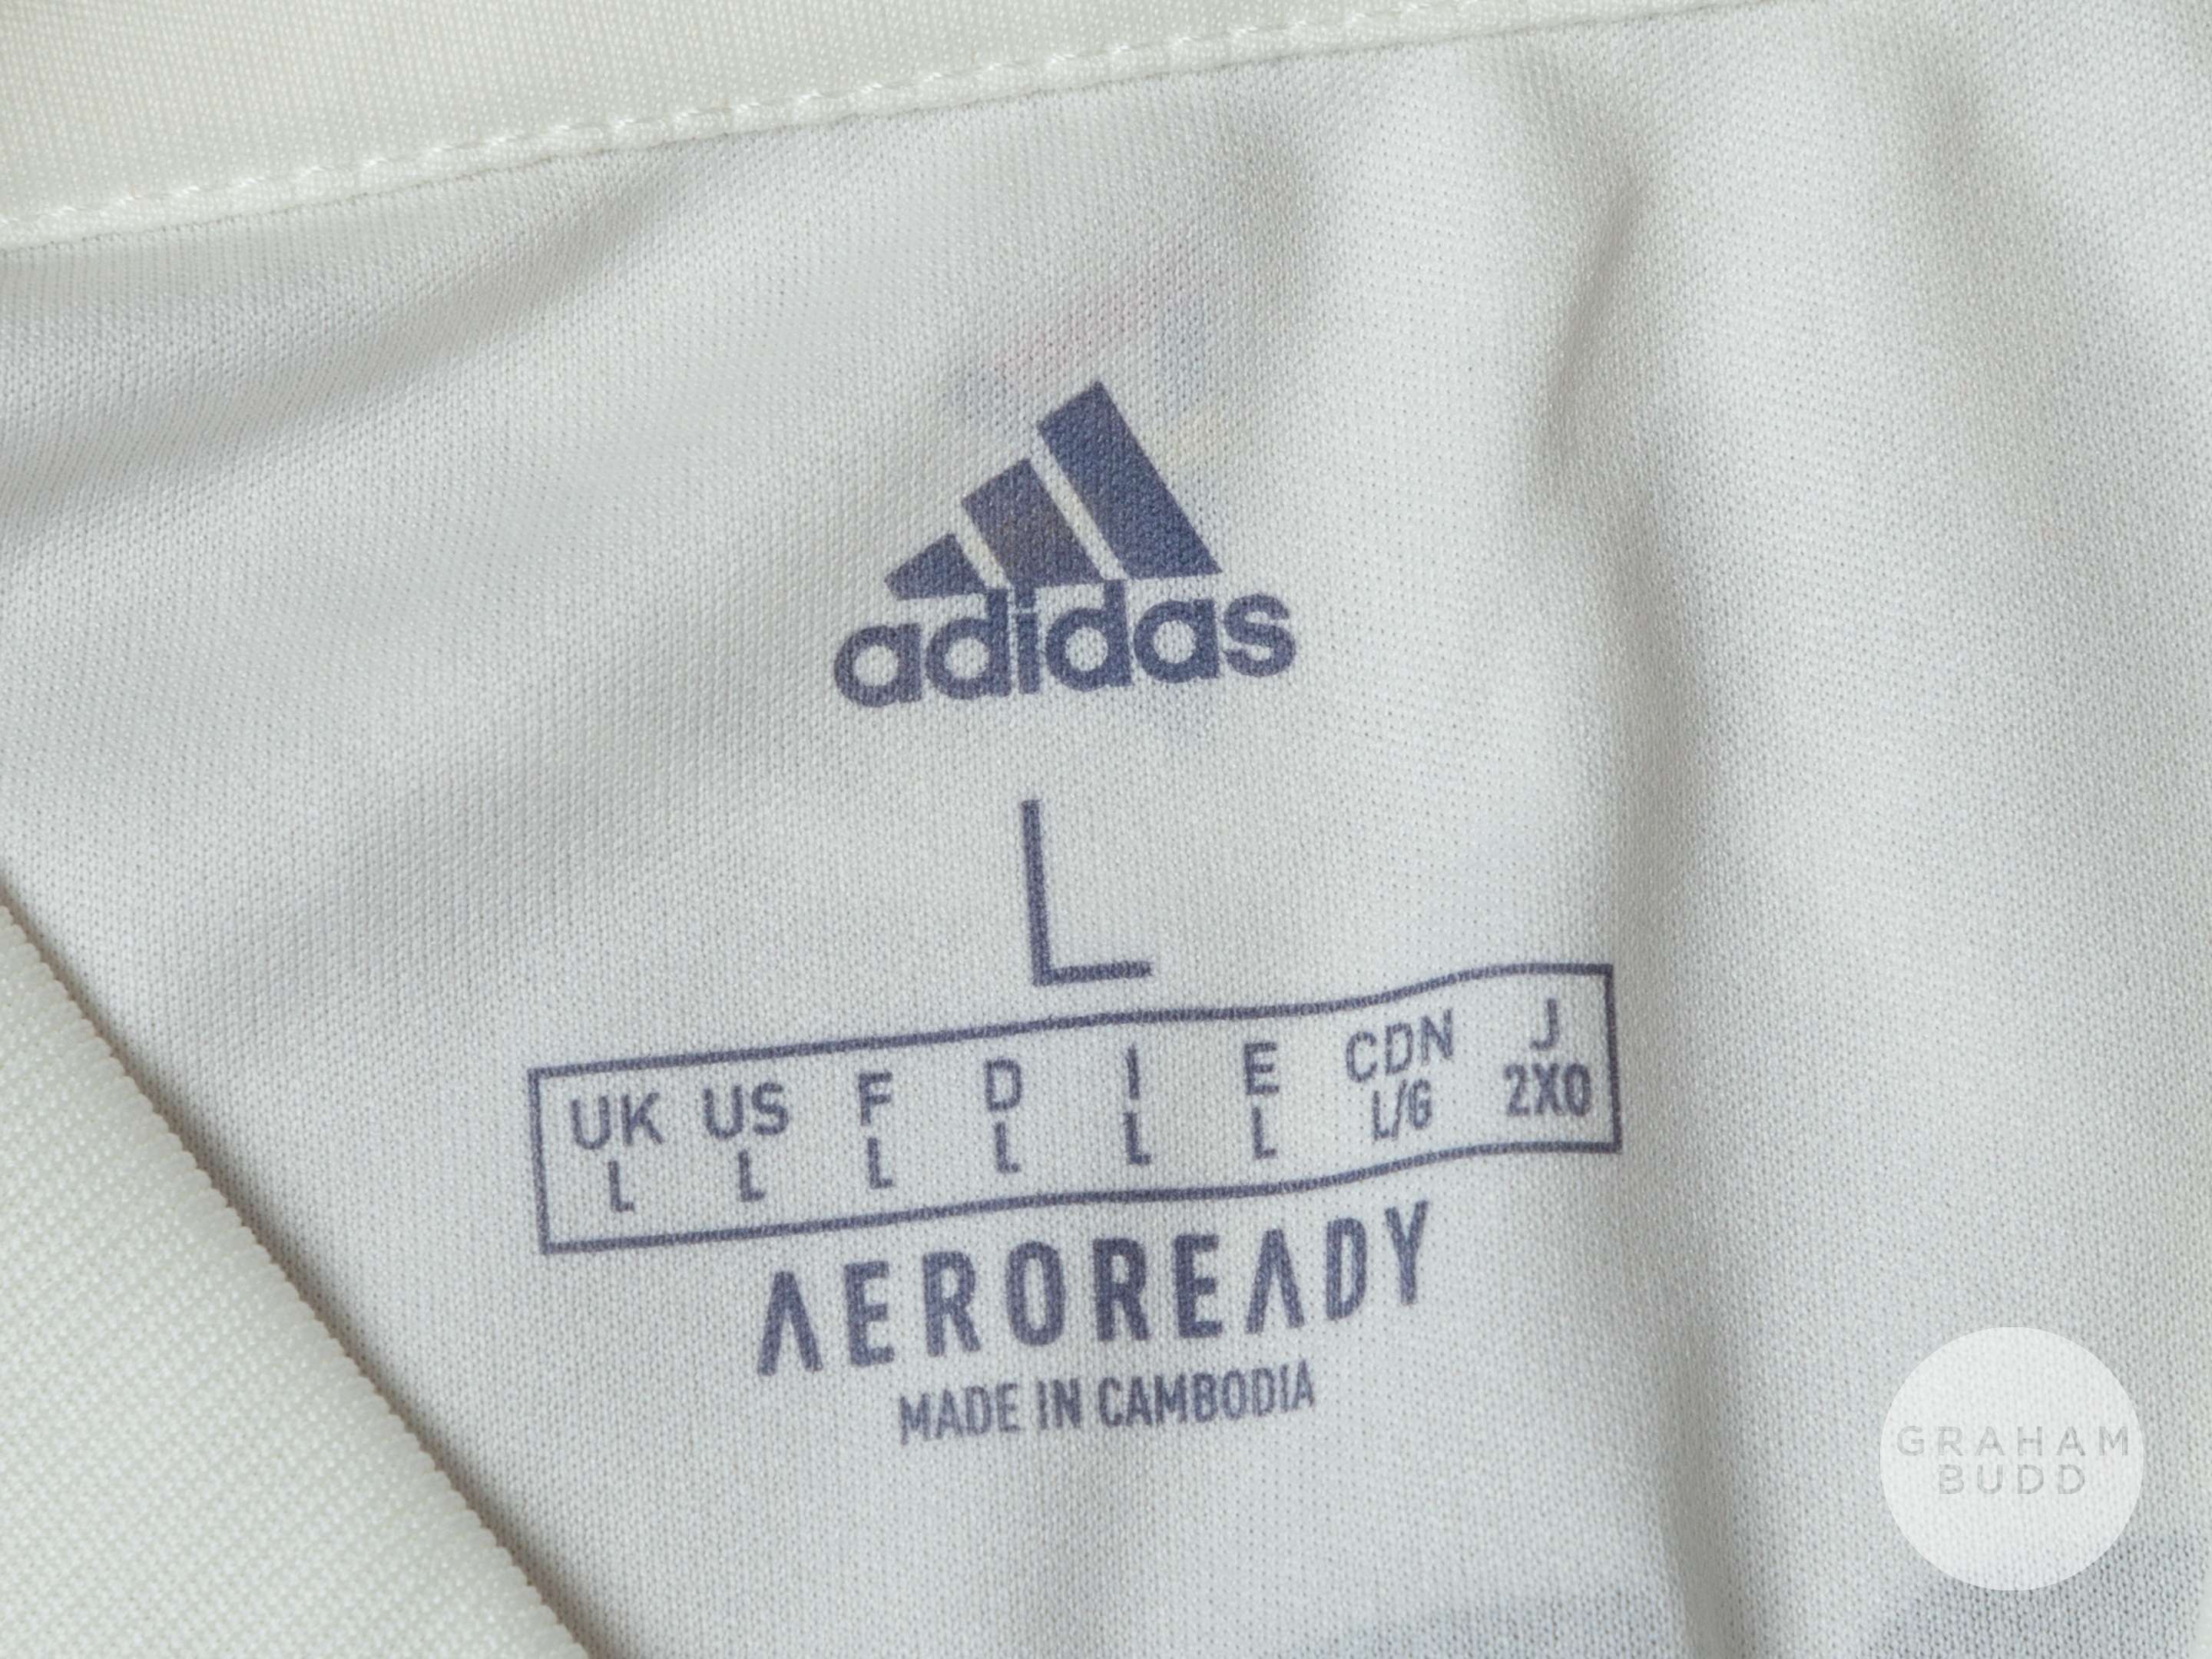 adidas
L
UK US F D I E CDN J
L L L L L L L/G 2XO
AEROREADY
MADE IN CAMBODIA
GRAHAM
BUDD